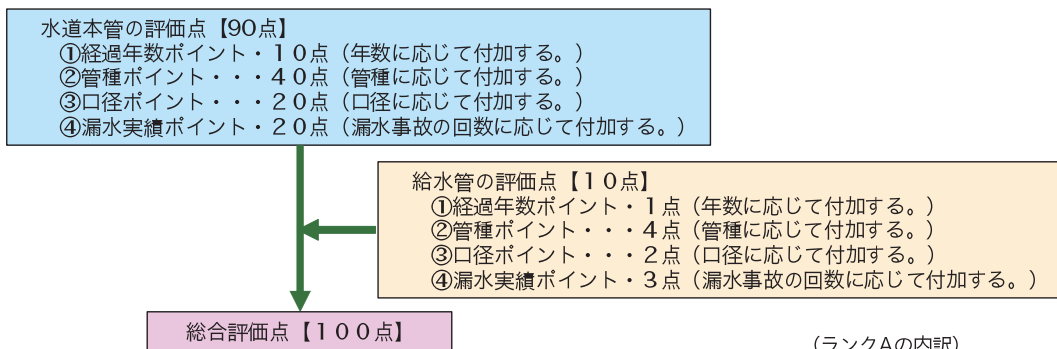 水道本管の評価点【90点】
①経過年数ポイント・１０点（年数に応じて付加する。）
②管種ポイント・・・４０点（管種に応じて付加する。）
③口径ポイント・・・２０点（口径に応じて付加する。）
④漏水実績ポイント・２０点（漏水事故の回数に応じて付加する。）
給水管の評価点【１０点】
①経過年数ポイント・１点（年数に応じて付加する。）
②管種ポイント・・・４点（管種に応じて付加する。）
③口径ポイント・・・２点（口径に応じて付加する。）
④漏水実績ポイント・３点（漏水事故の回数に応じて付加する。）
総合評価点【１００点】
（ランクAの内訳）